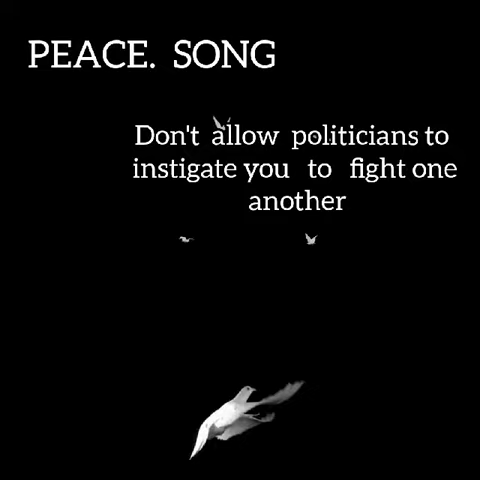 PEACE. SONG
Don't allow politicians to
instigate you to fight one
another